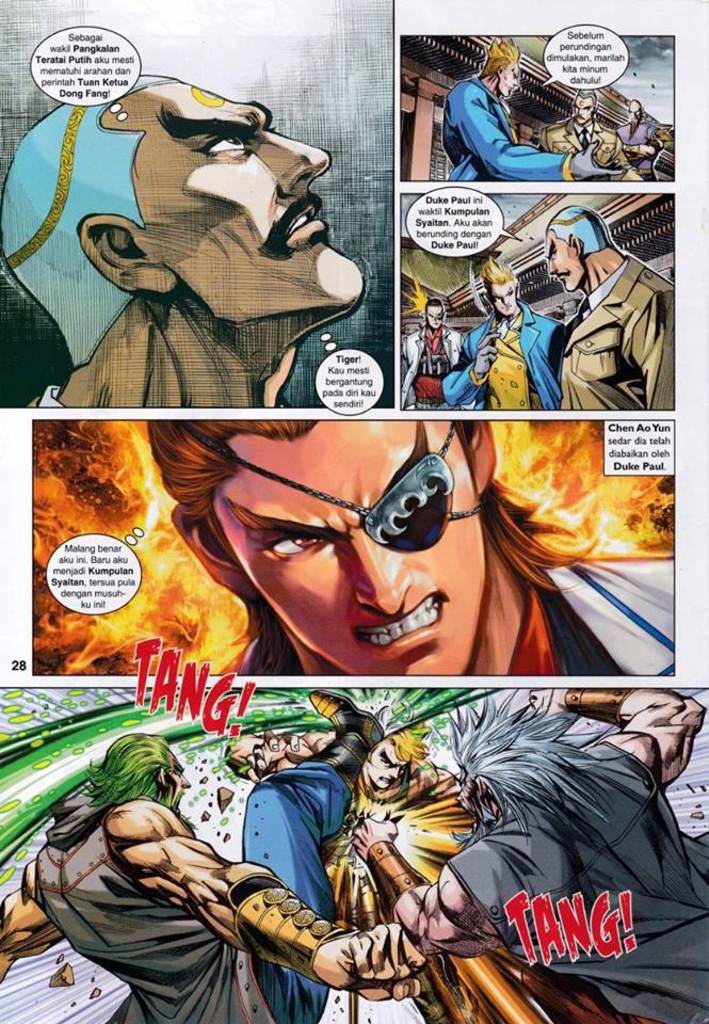 Sebagai
wakil Pangkalan
Teratai Putih aku mesti
mematuhi arahan dan
perintah Tuan Ketua
Dong Fang!
Tiger!
Kau mesti
bergantung
pada diri kau
sendiri!
Sebelum
perundingan
dimulakan, marilah
kita minum
dahulu!
Duke Paul ini
waktil Kumpulan
Syaitan. Aku akan
berunding dengan
Duke Paul!
Chen Ao Yun
sedar dia telah
diabaikan oleh
Duke Paul.
Malang benar
aku ini. Baru aku
menjadi Kumpulan
Syaitan, tersua pula
dengan musuh-
ku ini!
28
TANG!
TANG!